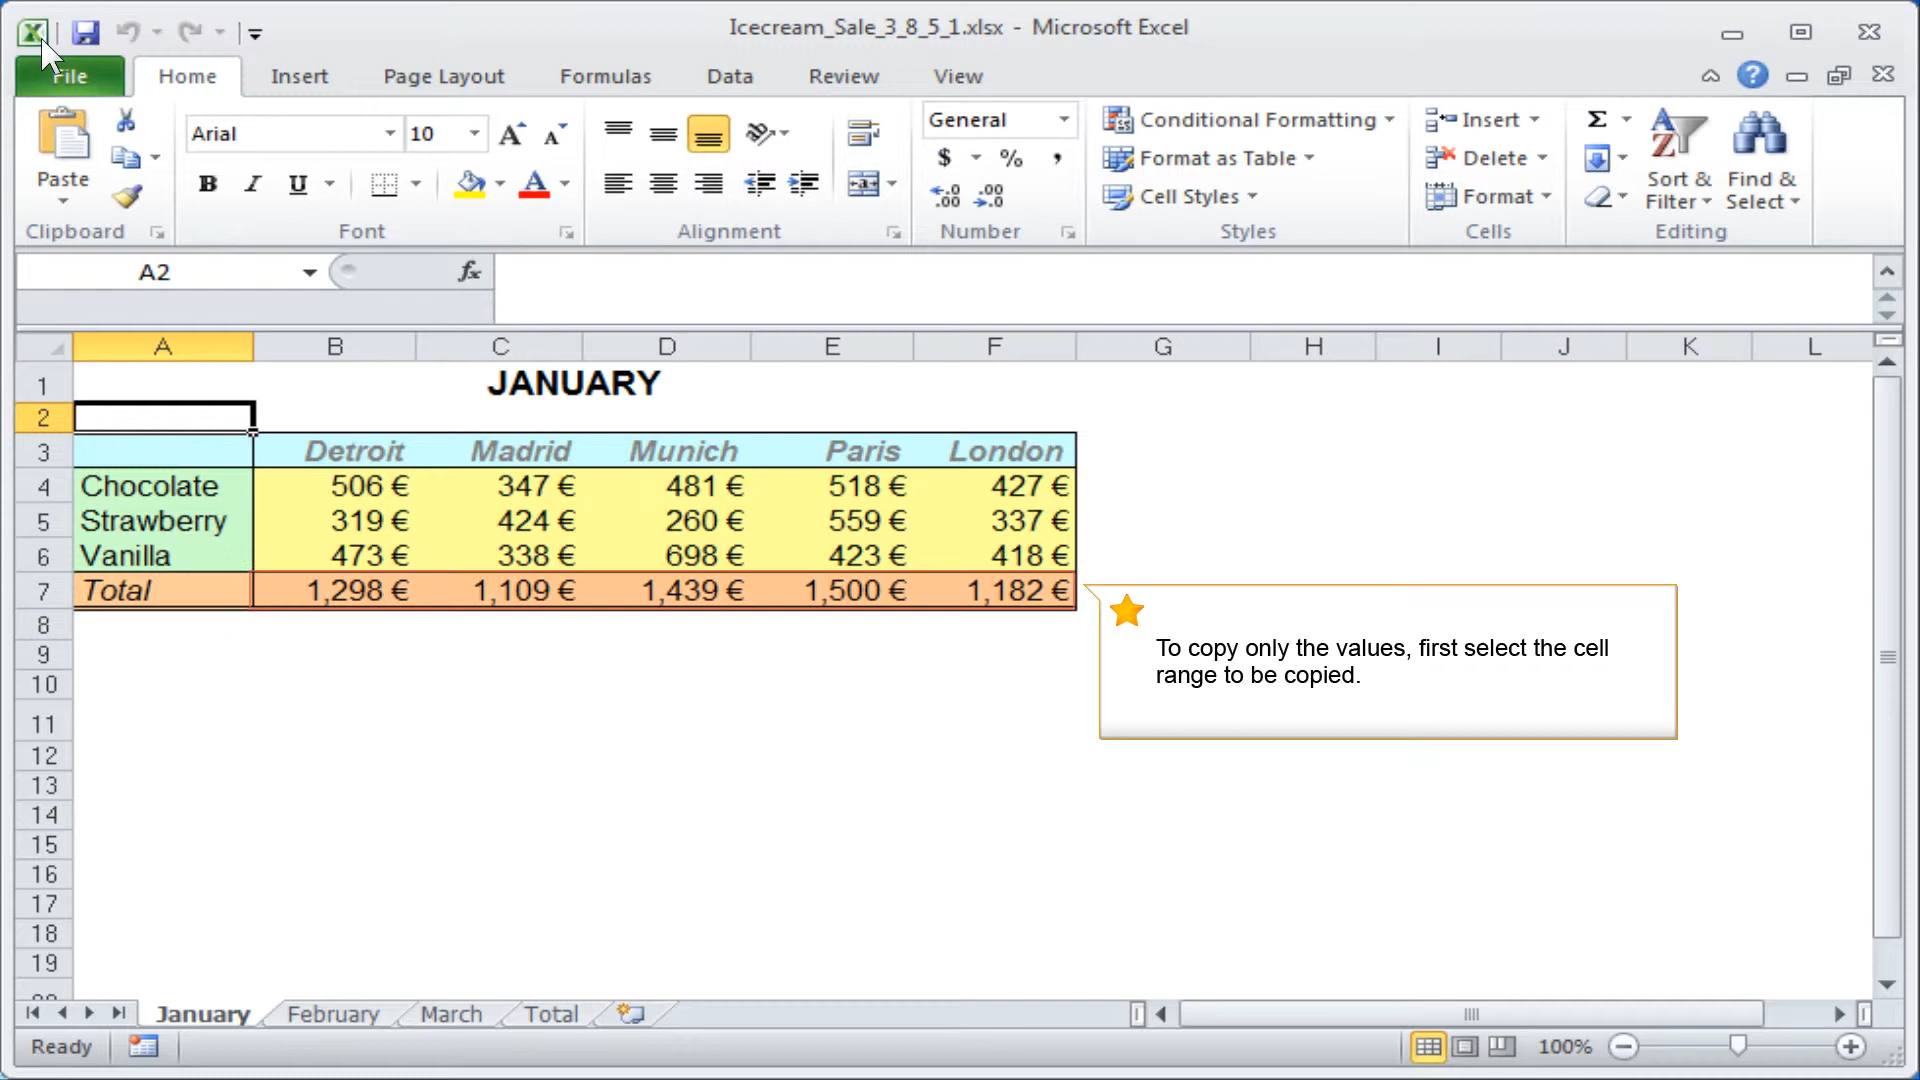 Icecream_Sale_3_8_5_1.xlsx - Microsoft Excel
File Home Insert Page Layout Formulas Data Review View
Paste
Arial 10
B I U
General
$ % ,
Conditional Formatting
Format as Table
Cell Styles
Insert
Delete
Format
Σ
Sort & Filter
Find & Select
Clipboard Font Alignment Number Styles Cells Editing
A2 fx
A B C D E F G H I J K L
1 JANUARY
2
3 Detroit Madrid Munich Paris London
4 Chocolate 506 € 347 € 481 € 518 € 427 €
5 Strawberry 319 € 424 € 260 € 559 € 337 €
6 Vanilla 473 € 338 € 698 € 423 € 418 €
7 Total 1,298 € 1,109 € 1,439 € 1,500 € 1,182 €
To copy only the values, first select the cell
range to be copied.
8
9
10
11
12
13
14
15
16
17
18
19
January February March Total
Ready 100%